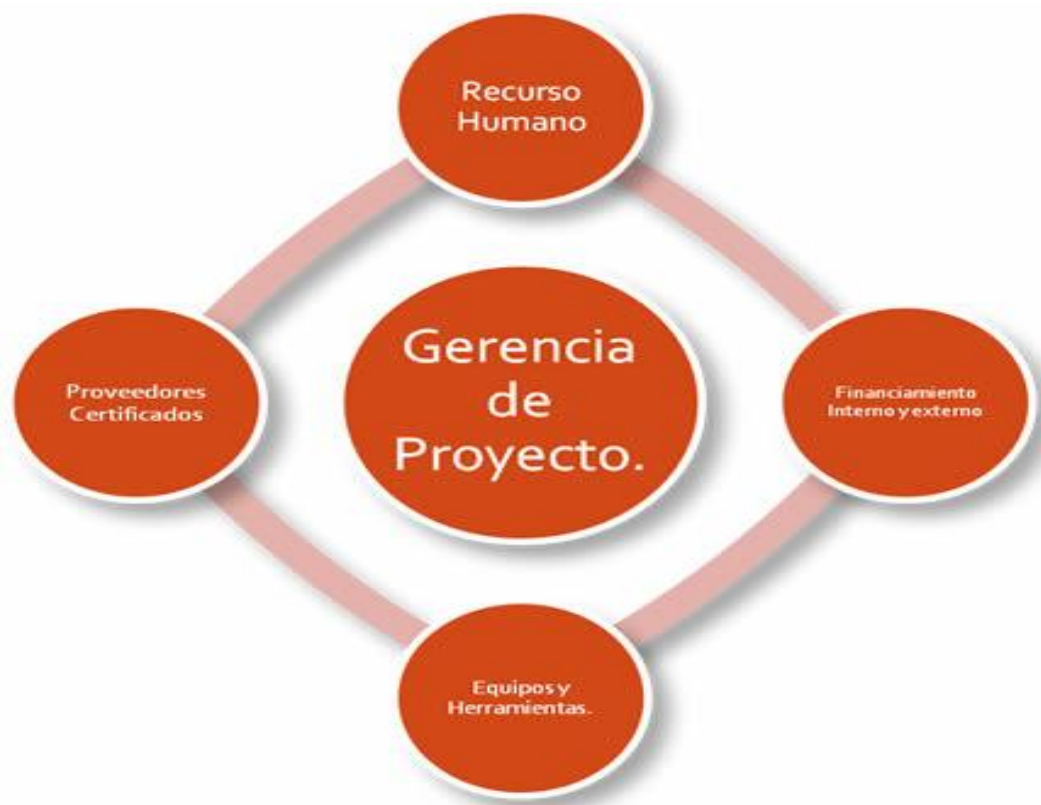 Recurso
Humano
Gerencia
de
Proyecto.
Proveedores
Certificados
Financiamiento
Interno y externo
Equipos y
Herramientas.